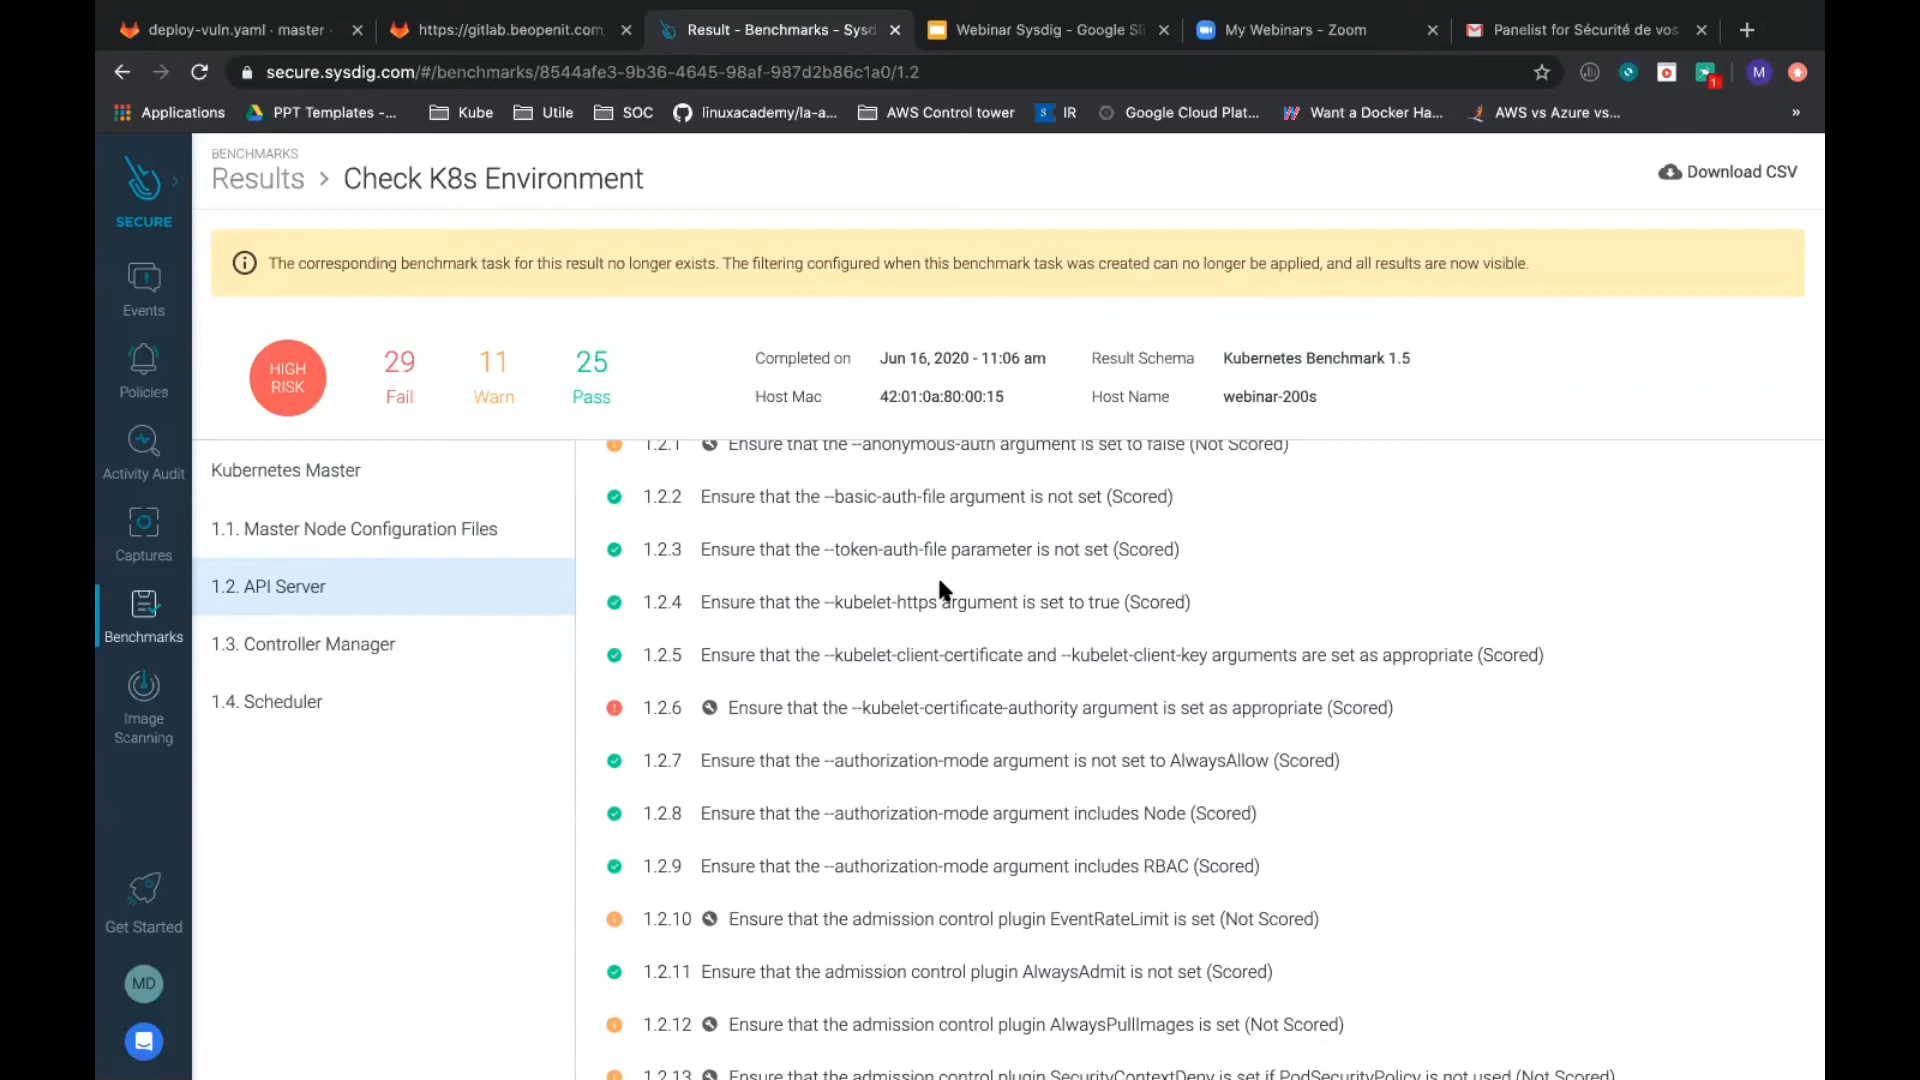 deploy-vuln.yaml · master
https://gitlab.beopenit.com
Result - Benchmarks - Sysd
Webinar Sysdig - Google Sli
My Webinars - Zoom
Panelist for Sécurité de vos
secure.sysdig.com/#/benchmarks/8544afe3-9b36-4645-98af-987d2b86c1a0/1.2
1
M
Applications
PPT Templates -...
Kube
Utile
SOC
linuxacademy/la-a...
AWS Control tower
IR
Google Cloud Plat...
Want a Docker Ha...
AWS vs Azure vs...
»
SECURE
Events
Policies
Activity Audit
Captures
Benchmarks
Image
Scanning
Get Started
MD
BENCHMARKS
Results > Check K8s Environment
Download CSV
The corresponding benchmark task for this result no longer exists. The filtering configured when this benchmark task was created can no longer be applied, and all results are now visible.
HIGH
RISK
29
Fail
11
Warn
25
Pass
Completed on Jun 16, 2020 - 11:06 am
Host Mac 42:01:0a:80:00:15
Result Schema Kubernetes Benchmark 1.5
Host Name webinar-200s
Kubernetes Master
1.1. Master Node Configuration Files
1.2. API Server
1.3. Controller Manager
1.4. Scheduler
1.2.1 Ensure that the --anonymous-auth argument is set to false (Not Scored)
1.2.2 Ensure that the --basic-auth-file argument is not set (Scored)
1.2.3 Ensure that the --token-auth-file parameter is not set (Scored)
1.2.4 Ensure that the --kubelet-https argument is set to true (Scored)
1.2.5 Ensure that the --kubelet-client-certificate and --kubelet-client-key arguments are set as appropriate (Scored)
1.2.6 Ensure that the --kubelet-certificate-authority argument is set as appropriate (Scored)
1.2.7 Ensure that the --authorization-mode argument is not set to AlwaysAllow (Scored)
1.2.8 Ensure that the --authorization-mode argument includes Node (Scored)
1.2.9 Ensure that the --authorization-mode argument includes RBAC (Scored)
1.2.10 Ensure that the admission control plugin EventRateLimit is set (Not Scored)
1.2.11 Ensure that the admission control plugin AlwaysAdmit is not set (Scored)
1.2.12 Ensure that the admission control plugin AlwaysPullImages is set (Not Scored)
1.2.13 Ensure that the admission control plugin SecurityContextDeny is set if PodSecurityPolicy is not used (Not Scored)